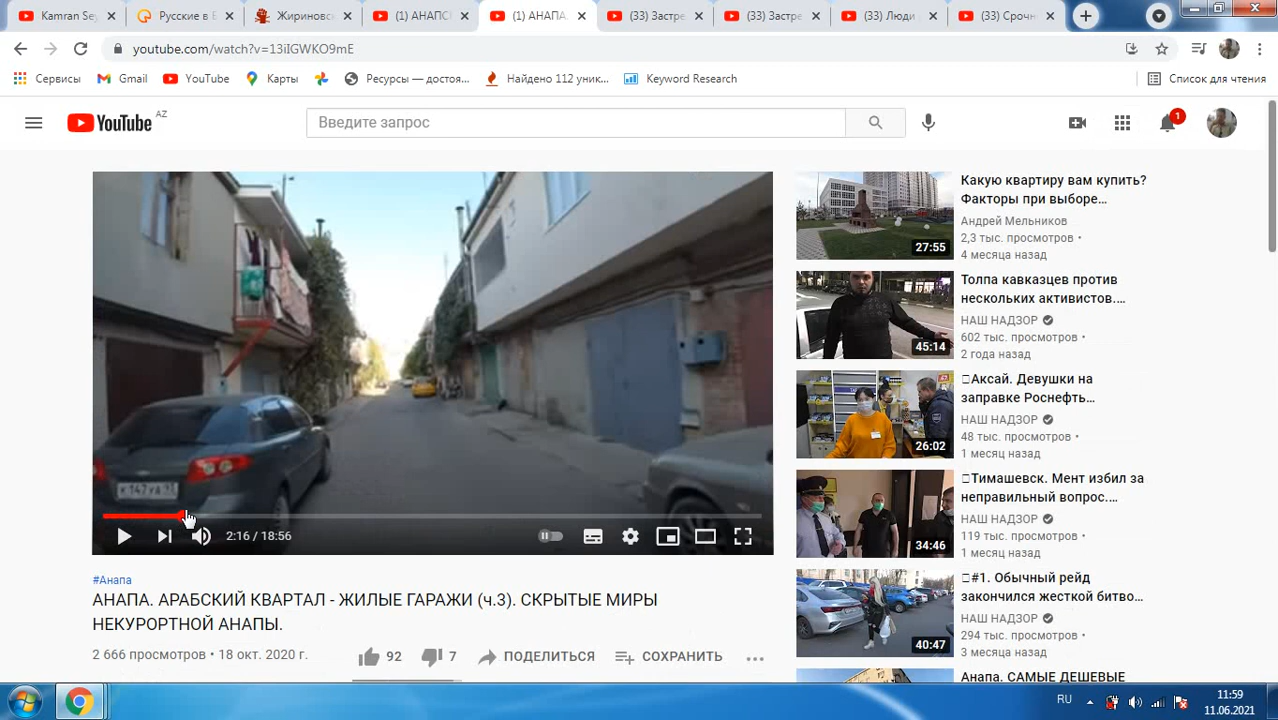 Kamran Sey
Русские в Е
Жириновс
(1) АНАПС
(1) АНАПА.
(33) Застре
(33) Застре
(33) Люди
(33) Срочн
youtube.com/watch?v=13iIGWKO9mE
Сервисы
Gmail
YouTube
Карты
Ресурсы — достоя...
Найдено 112 уник...
Keyword Research
Список для чтения
YouTube AZ
Введите запрос
1
Какую квартиру вам купить?
Факторы при выборе...
Андрей Мельников
2,3 тыс. просмотров •
4 месяца назад
27:55
Толпа кавказцев против
нескольких активистов....
НАШ НАДЗОР
602 тыс. просмотров •
2 года назад
45:14
Аксай. Девушки на
заправке Роснефть...
НАШ НАДЗОР
48 тыс. просмотров •
1 месяц назад
26:02
Тимашевск. Мент избил за
неправильный вопрос....
НАШ НАДЗОР
119 тыс. просмотров •
1 месяц назад
34:46
#1. Обычный рейд
закончился жесткой битво...
НАШ НАДЗОР
294 тыс. просмотров •
3 месяца назад
40:47
Анапа. САМЫЕ ДЕШЕВЫЕ
2:16 / 18:56
#Анапа
АНАПА. АРАБСКИЙ КВАРТАЛ - ЖИЛЫЕ ГАРАЖИ (ч.3). СКРЫТЫЕ МИРЫ
НЕКУРОРТНОЙ АНАПЫ.
2 666 просмотров • 18 окт. 2020 г.
92
7
ПОДЕЛИТЬСЯ
СОХРАНИТЬ
RU
11:59
11.06.2021